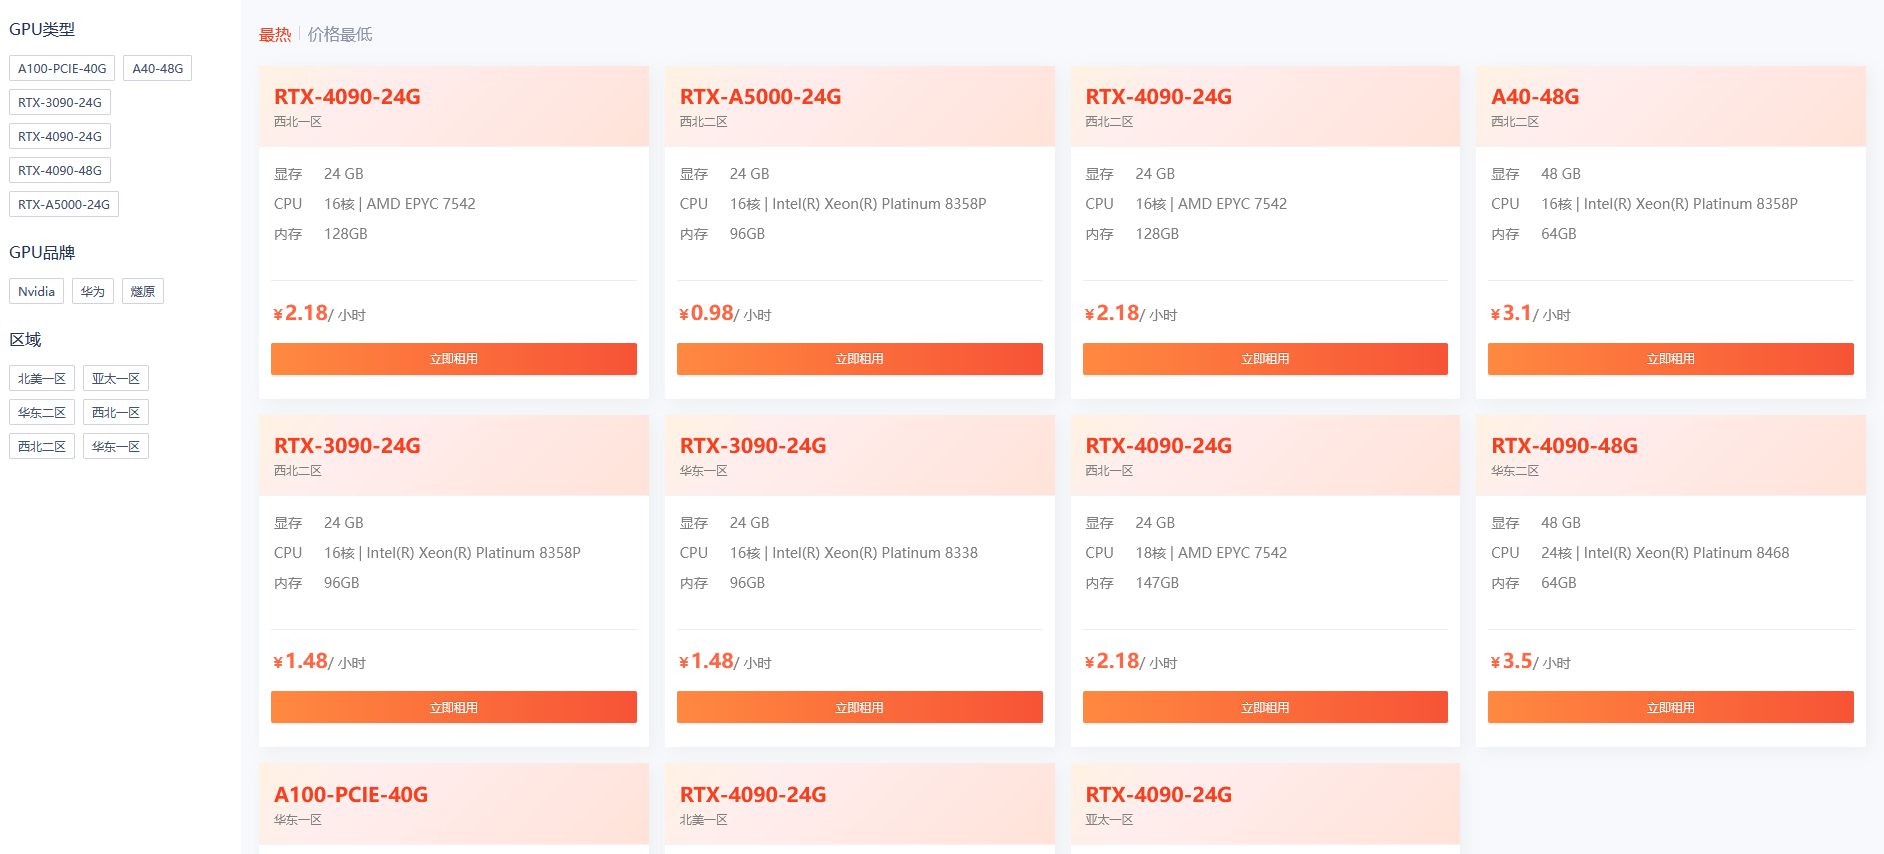 GPU类型
A100-PCIE-40G A40-48G
RTX-3090-24G
RTX-4090-24G
RTX-4090-48G
RTX-A5000-24G
GPU品牌
Nvidia 华为 燧原
区域
北美一区 亚太一区
华东二区 西北一区
西北二区 华东一区
最热 价格最低
RTX-4090-24G
西北一区
显存 24 GB
CPU 16核 | AMD EPYC 7542
内存 128GB
¥2.18/ 小时
立即租用
RTX-A5000-24G
西北二区
显存 24 GB
CPU 16核 | Intel(R) Xeon(R) Platinum 8358P
内存 96GB
¥0.98/ 小时
立即租用
RTX-4090-24G
西北二区
显存 24 GB
CPU 16核 | AMD EPYC 7542
内存 128GB
¥2.18/ 小时
立即租用
A40-48G
西北二区
显存 48 GB
CPU 16核 | Intel(R) Xeon(R) Platinum 8358P
内存 64GB
¥3.1/ 小时
立即租用
RTX-3090-24G
西北二区
显存 24 GB
CPU 16核 | Intel(R) Xeon(R) Platinum 8358P
内存 96GB
¥1.48/ 小时
立即租用
RTX-3090-24G
华东一区
显存 24 GB
CPU 16核 | Intel(R) Xeon(R) Platinum 8338
内存 96GB
¥1.48/ 小时
立即租用
RTX-4090-24G
西北一区
显存 24 GB
CPU 18核 | AMD EPYC 7542
内存 147GB
¥2.18/ 小时
立即租用
RTX-4090-48G
华东二区
显存 48 GB
CPU 24核 | Intel(R) Xeon(R) Platinum 8468
内存 64GB
¥3.5/ 小时
立即租用
A100-PCIE-40G
华东一区
RTX-4090-24G
北美一区
RTX-4090-24G
亚太一区